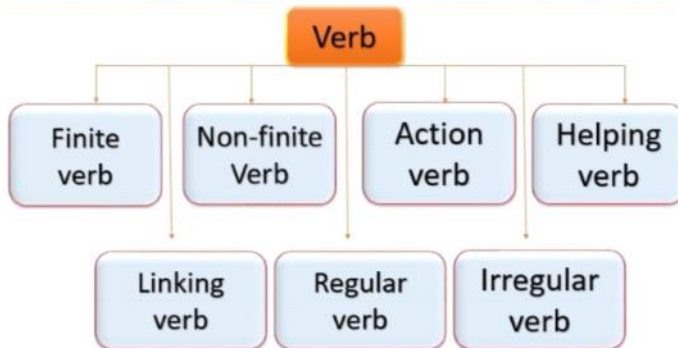 Verb
Finite
verb
Non-finite
Verb
Action
verb
Helping
verb
Linking
verb
Regular
verb
Irregular
verb